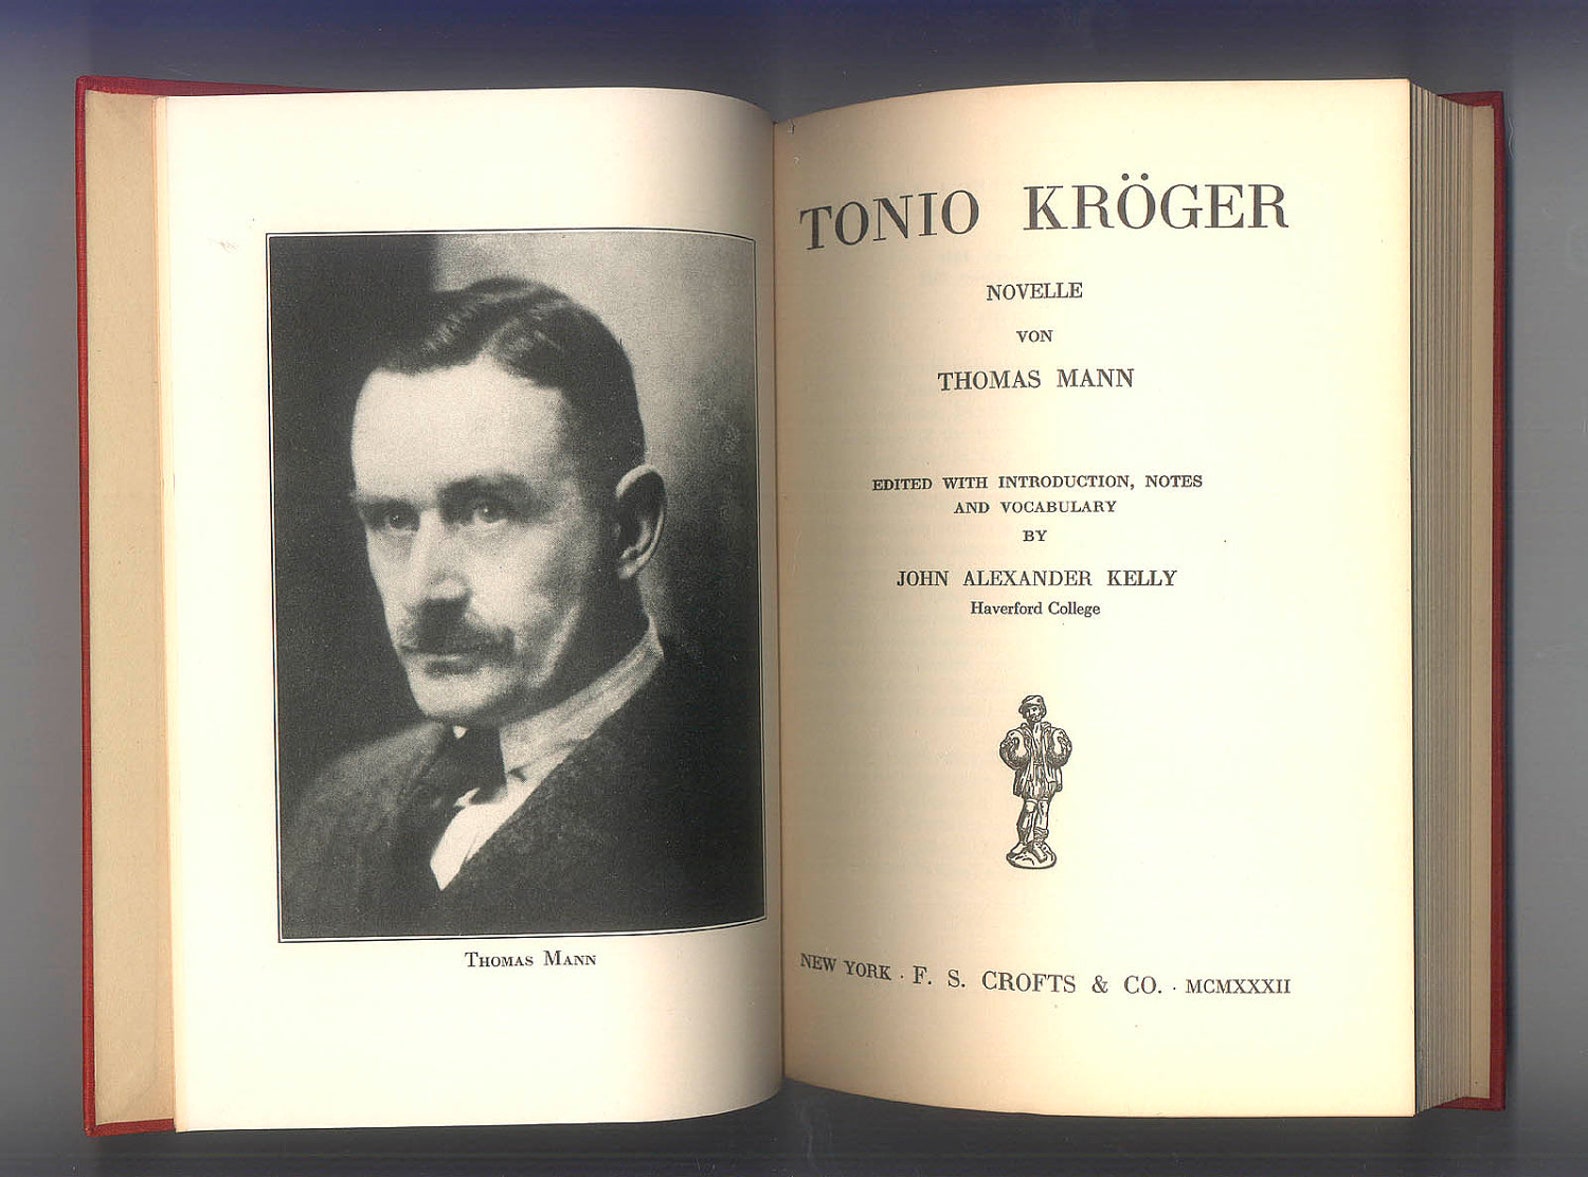 Thomas Mann
TONIO KRÖGER
NOVELLE
VON
THOMAS MANN
EDITED WITH INTRODUCTION, NOTES
AND VOCABULARY
BY
JOHN ALEXANDER KELLY
Haverford College
NEW YORK · F. S. CROFTS & CO. · MCMXXXII